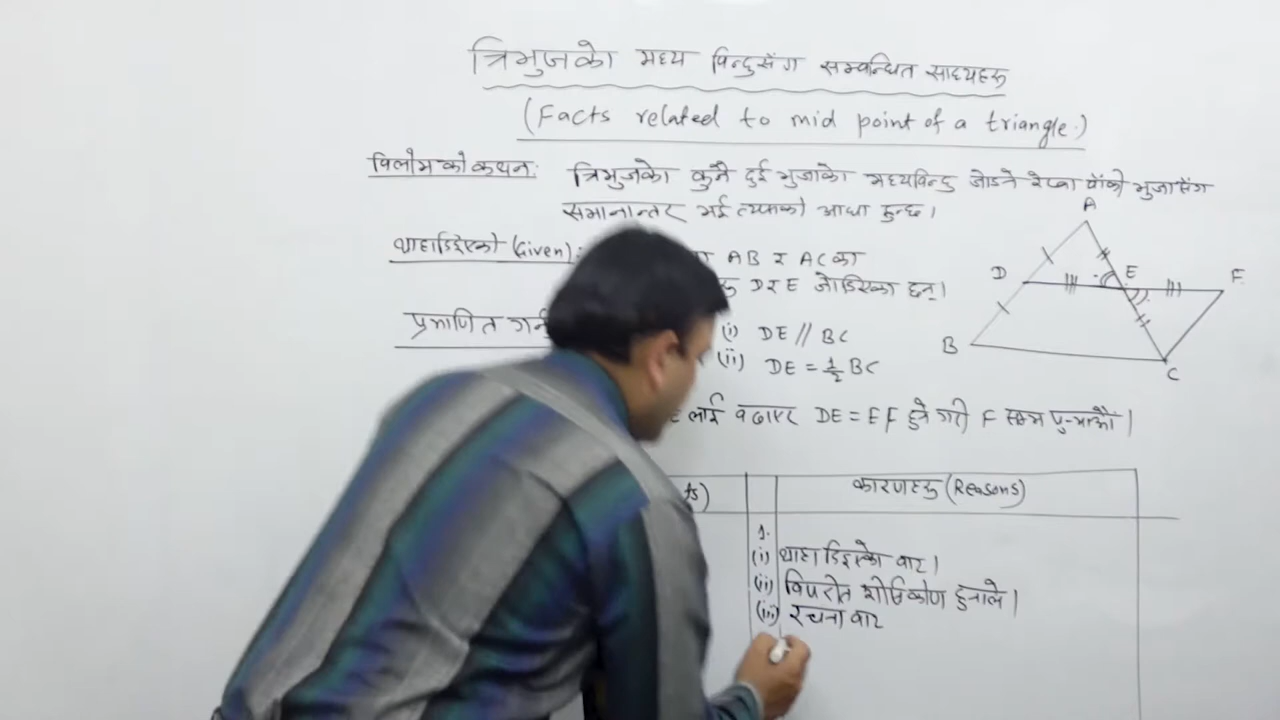 त्रिभुजको मध्य विन्दुसँग सम्बन्धित साध्यहरू
(Facts related to mid point of a triangle.)
विलोमको कथन: त्रिभुजको कुनै दुई भुजाको मध्यविन्दु जोड्ने रेखा बाँकी भुजासँग
समानान्तर भई त्यसको आधा हुन्छ।
थाहा दिइएको (Given): AB र AC का
D र E जोडिएका छन्।
प्रमाणित गर्न
(i) DE // BC
(ii) DE = 1/2 BC
लाई बढाएर DE = EF हुने गरी F सम्म पुर्‍याऔं।
ts) कारणहरू (Reasons)
1.
(i) थाहा दिइएको बाट।
(ii) विपरीत शीर्षकोण हुनाले।
(iii) रचना बाट
A
D E F
B C